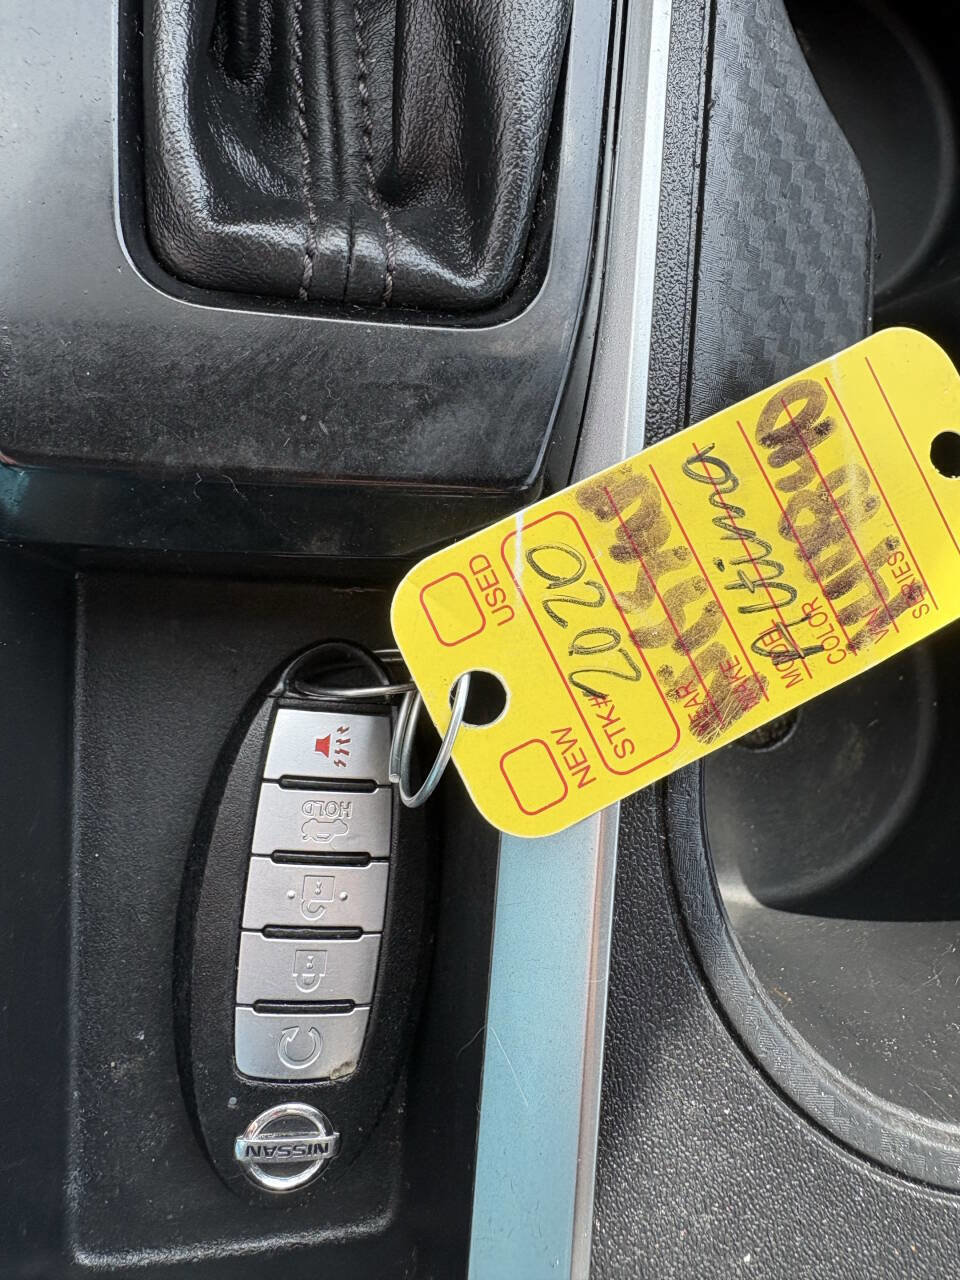 USED
NEW
STK#
2020
YEAR
MAKE
MODEL
Altima
COLOR
VIN
SERIES
HOLD
NISSAN